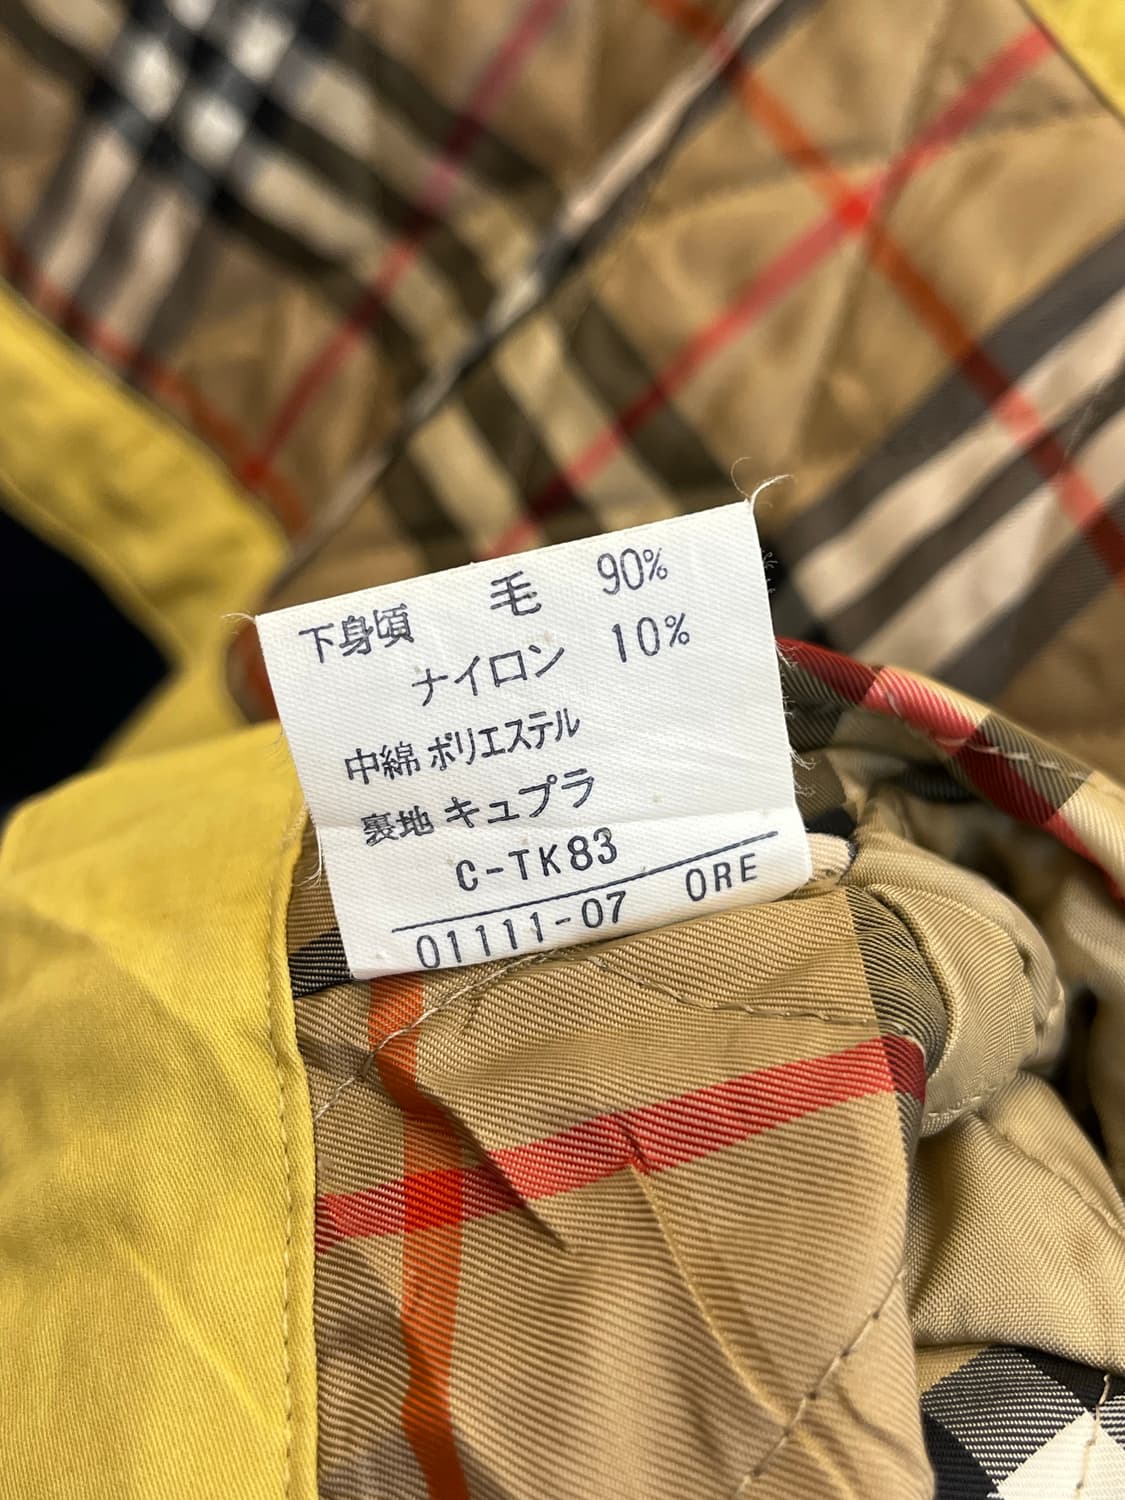 下身頃 毛 90%
ナイロン 10%
中綿 ポリエステル
裏地 キュプラ
C-TK83
01111-07 ORE